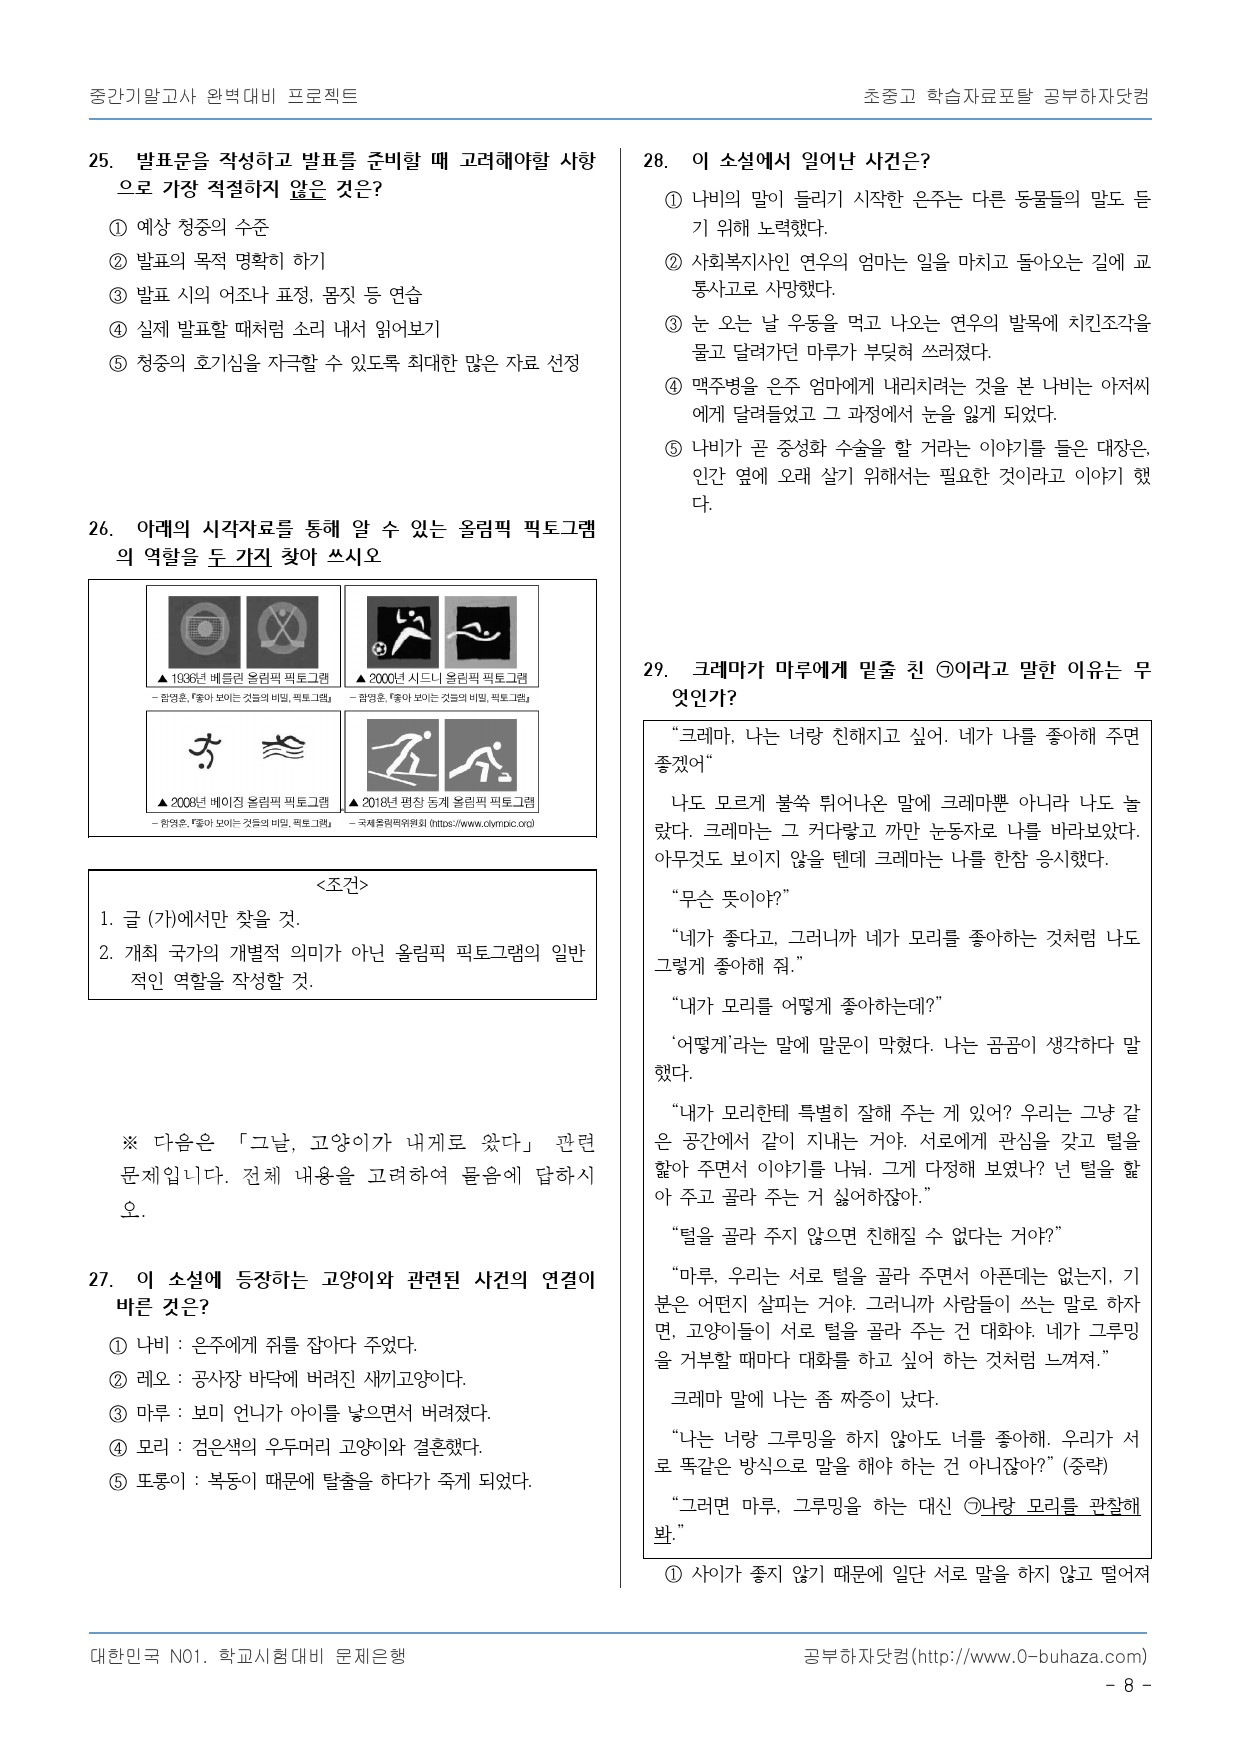 중간기말고사 완벽대비 프로젝트
초중고 학습자료포탈 공부하자닷컴
25. 발표문을 작성하고 발표를 준비할 때 고려해야할 사항
으로 가장 적절하지 않은 것은?
① 예상 청중의 수준
② 발표의 목적 명확히 하기
③ 발표 시의 어조나 표정, 몸짓 등 연습
④ 실제 발표할 때처럼 소리 내서 읽어보기
⑤ 청중의 호기심을 자극할 수 있도록 최대한 많은 자료 선정
26. 아래의 시각자료를 통해 알 수 있는 올림픽 픽토그램
의 역할을 두 가지 찾아 쓰시오
▲ 1936년 베를린 올림픽 픽토그램
▲ 2000년 시드니 올림픽 픽토그램
– 함영훈, 『좋아 보이는 것들의 비밀, 픽토그램』
– 함영훈, 『좋아 보이는 것들의 비밀, 픽토그램』
▲ 2008년 베이징 올림픽 픽토그램
▲ 2018년 평창 동계 올림픽 픽토그램
– 함영훈, 『좋아 보이는 것들의 비밀, 픽토그램』
– 국제올림픽위원회 (https://www.olympic.org)
<조건>
1. 글 (가)에서만 찾을 것.
2. 개최 국가의 개별적 의미가 아닌 올림픽 픽토그램의 일반
적인 역할을 작성할 것.
※ 다음은 「그날, 고양이가 내게로 왔다」 관련
문제입니다. 전체 내용을 고려하여 물음에 답하시
오.
27. 이 소설에 등장하는 고양이와 관련된 사건의 연결이
바른 것은?
① 나비 : 은주에게 쥐를 잡아다 주었다.
② 레오 : 공사장 바닥에 버려진 새끼고양이다.
③ 마루 : 보미 언니가 아이를 낳으면서 버려졌다.
④ 모리 : 검은색의 우두머리 고양이와 결혼했다.
⑤ 또롱이 : 복동이 때문에 탈출을 하다가 죽게 되었다.
28. 이 소설에서 일어난 사건은?
① 나비의 말이 들리기 시작한 은주는 다른 동물들의 말도 듣
기 위해 노력했다.
② 사회복지사인 연우의 엄마는 일을 마치고 돌아오는 길에 교
통사고로 사망했다.
③ 눈 오는 날 우동을 먹고 나오는 연우의 발목에 치킨조각을
물고 달려가던 마루가 부딪혀 쓰러졌다.
④ 맥주병을 은주 엄마에게 내리치려는 것을 본 나비는 아저씨
에게 달려들었고 그 과정에서 눈을 잃게 되었다.
⑤ 나비가 곧 중성화 수술을 할 거라는 이야기를 들은 대장은,
인간 옆에 오래 살기 위해서는 필요한 것이라고 이야기 했
다.
29. 크레마가 마루에게 밑줄 친 ㉠이라고 말한 이유는 무
엇인가?
“크레마, 나는 너랑 친해지고 싶어. 네가 나를 좋아해 주면
좋겠어“
나도 모르게 불쑥 튀어나온 말에 크레마뿐 아니라 나도 놀
랐다. 크레마는 그 커다랗고 까만 눈동자로 나를 바라보았다.
아무것도 보이지 않을 텐데 크레마는 나를 한참 응시했다.
“무슨 뜻이야?”
“네가 좋다고, 그러니까 네가 모리를 좋아하는 것처럼 나도
그렇게 좋아해 줘.”
“내가 모리를 어떻게 좋아하는데?”
‘어떻게’라는 말에 말문이 막혔다. 나는 곰곰이 생각하다 말
했다.
“내가 모리한테 특별히 잘해 주는 게 있어? 우리는 그냥 같
은 공간에서 같이 지내는 거야. 서로에게 관심을 갖고 털을
핥아 주면서 이야기를 나눠. 그게 다정해 보였나? 넌 털을 핥
아 주고 골라 주는 거 싫어하잖아.”
“털을 골라 주지 않으면 친해질 수 없다는 거야?”
“마루, 우리는 서로 털을 골라 주면서 아픈데는 없는지, 기
분은 어떤지 살피는 거야. 그러니까 사람들이 쓰는 말로 하자
면, 고양이들이 서로 털을 골라 주는 건 대화야. 네가 그루밍
을 거부할 때마다 대화를 하고 싶어 하는 것처럼 느껴져.”
크레마 말에 나는 좀 짜증이 났다.
“나는 너랑 그루밍을 하지 않아도 너를 좋아해. 우리가 서
로 똑같은 방식으로 말을 해야 하는 건 아니잖아?” (중략)
“그러면 마루, 그루밍을 하는 대신 ㉠나랑 모리를 관찰해
봐.”
① 사이가 좋지 않기 때문에 일단 서로 말을 하지 않고 떨어져
대한민국 N01. 학교시험대비 문제은행
공부하자닷컴(http://www.0-buhaza.com)
- 8 -